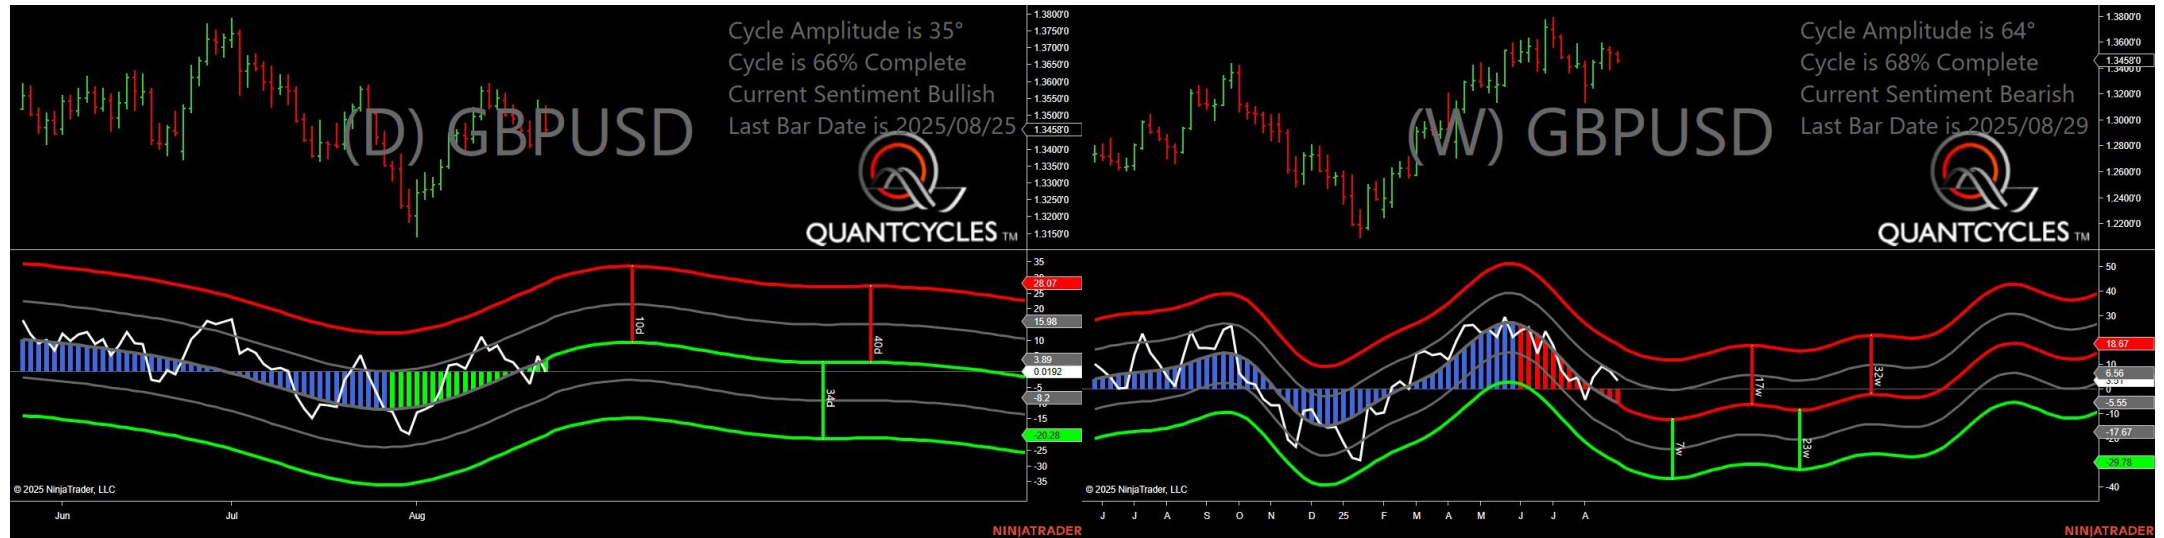 Cycle Amplitude is 35°
Cycle is 66% Complete
Current Sentiment Bullish
Last Bar Date is 2025/08/25
(D) GBPUSD
QUANTCYCLES TM
1.3800'0
1.3750'0
1.3700'0
1.3650'0
1.3600'0
1.3550'0
1.3500'0
1.3458'0
1.3400'0
1.3350'0
1.3300'0
1.3250'0
1.3200'0
1.3150'0
35
28.07
25
20
15.98
10
3.89
0.0192
-5
-8.2
-15
-20.28
-25
-30
-35
10d
40d
34d
© 2025 NinjaTrader, LLC
Jun Jul Aug
NINJATRADER
Cycle Amplitude is 64°
Cycle is 68% Complete
Current Sentiment Bearish
Last Bar Date is 2025/08/29
(W) GBPUSD
QUANTCYCLES TM
1.3800'0
1.3600'0
1.3458'0
1.3400'0
1.3200'0
1.3000'0
1.2800'0
1.2600'0
1.2400'0
1.2200'0
50
40
30
18.67
10
6.56
-5.55
-10
-17.67
-29.78
-40
17w
32w
7w
23w
© 2025 NinjaTrader, LLC
J J A S O N D 25 F M A M J J A
NINJATRADER